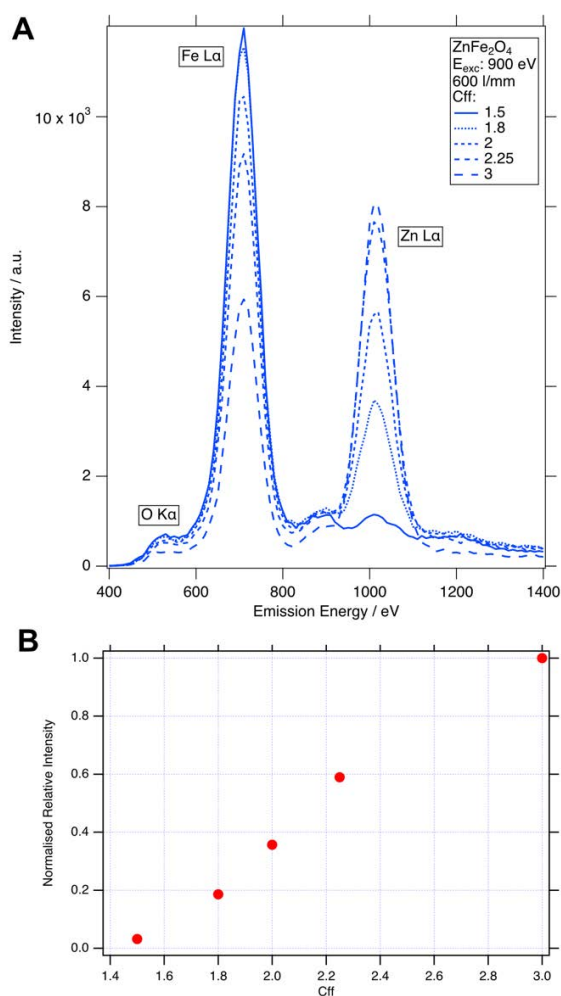 A
Fe Lα
ZnFe₂O₄
Eₑₓc: 900 eV
600 l/mm
Cff:
1.5
1.8
2
2.25
3
Zn Lα
O Kα
Intensity / a.u.
10 x 10³
8
6
4
2
0
400 600 800 1000 1200 1400
Emission Energy / eV
B
Normalised Relative Intensity
1.0
0.8
0.6
0.4
0.2
0.0
1.4 1.6 1.8 2.0 2.2 2.4 2.6 2.8 3.0
Cff